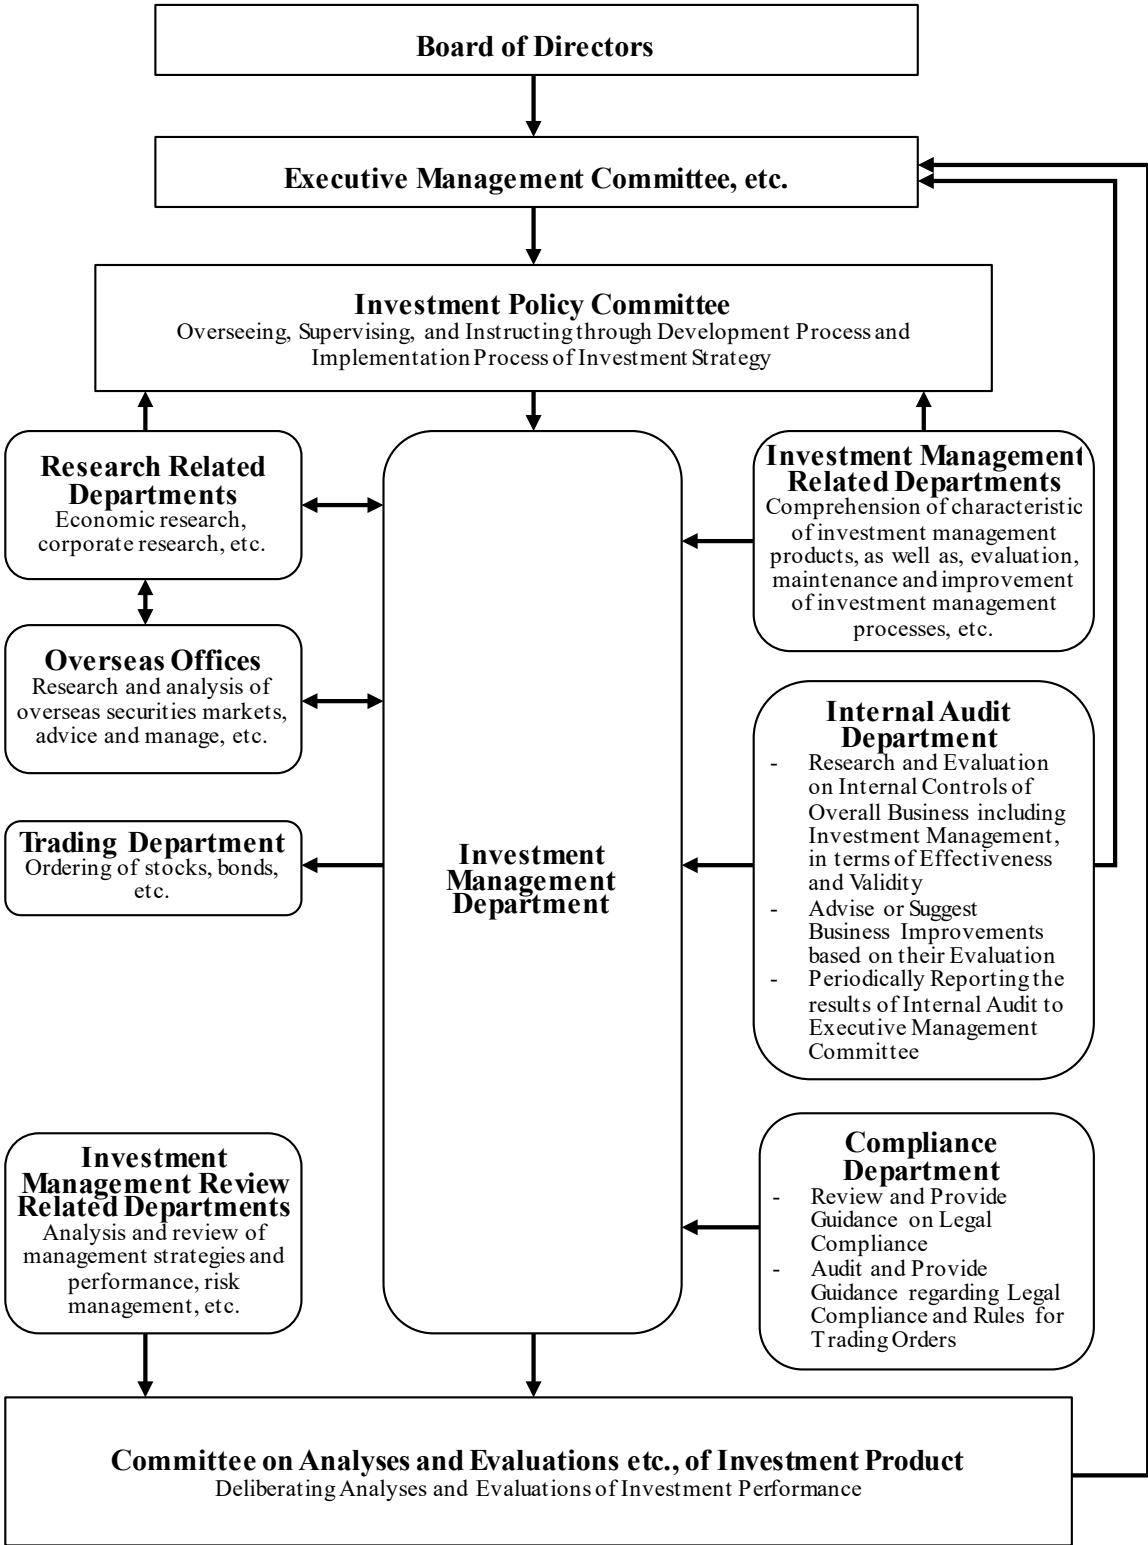 Board of Directors
Executive Management Committee, etc.
Investment Policy Committee
Overseeing, Supervising, and Instructing through Development Process and
Implementation Process of Investment Strategy
Research Related
Departments
Economic research,
corporate research, etc.
Investment Management
Related Departments
Comprehension of characteristic
of investment management
products, as well as, evaluation,
maintenance and improvement
of investment management
processes, etc.
Overseas Offices
Research and analysis of
overseas securities markets,
advice and manage, etc.
Trading Department
Ordering of stocks, bonds,
etc.
Investment
Management
Department
Internal Audit
Department
- Research and Evaluation
on Internal Controls of
Overall Business including
Investment Management,
in terms of Effectiveness
and Validity
- Advise or Suggest
Business Improvements
based on their Evaluation
- Periodically Reporting the
results of Internal Audit to
Executive Management
Committee
Investment
Management Review
Related Departments
Analysis and review of
management strategies and
performance, risk
management, etc.
Compliance
Department
- Review and Provide
Guidance on Legal
Compliance
- Audit and Provide
Guidance regarding Legal
Compliance and Rules for
Trading Orders
Committee on Analyses and Evaluations etc., of Investment Product
Deliberating Analyses and Evaluations of Investment Performance